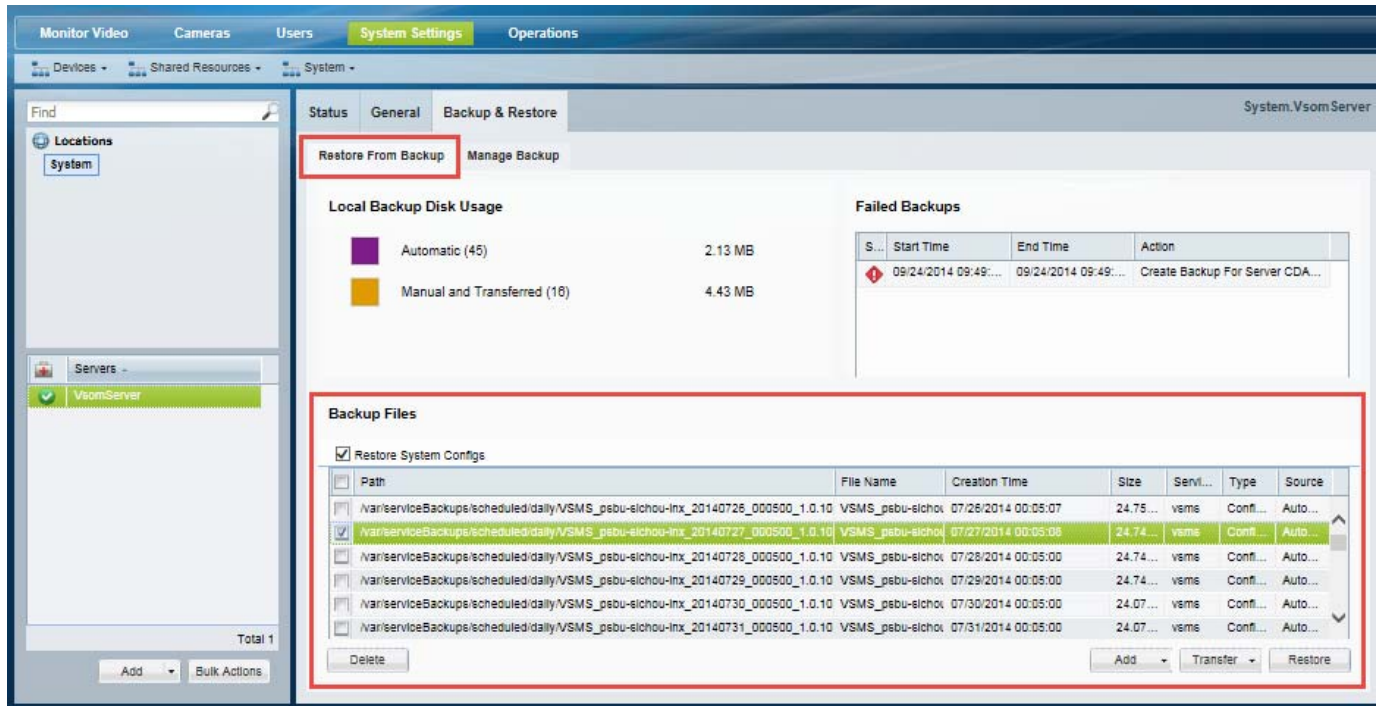 Monitor Video Cameras Users System Settings Operations
Devices Shared Resources System
Find
Locations
System
Servers
VsomServer
Total 1
Add Bulk Actions
Status General Backup & Restore System.VsomServer
Restore From Backup Manage Backup
Local Backup Disk Usage
Automatic (45) 2.13 MB
Manual and Transferred (16) 4.43 MB
Failed Backups
S... Start Time End Time Action
09/24/2014 09:49:... 09/24/2014 09:49:... Create Backup For Server CDA...
Backup Files
Restore System Configs
Path File Name Creation Time Size Servi... Type Source
/var/serviceBackups/scheduled/daily/VSMS_psbu-sichou-lnx_20140726_000500_1.0.10 VSMS_psbu-sichou 07/26/2014 00:05:07 24.75... vsms Confi... Auto...
/var/serviceBackups/scheduled/daily/VSMS_psbu-sichou-lnx_20140727_000500_1.0.10 VSMS_psbu-sichou 07/27/2014 00:05:06 24.74... vsms Confi... Auto...
/var/serviceBackups/scheduled/daily/VSMS_psbu-sichou-lnx_20140728_000500_1.0.10 VSMS_psbu-sichou 07/28/2014 00:05:00 24.74... vsms Confi... Auto...
/var/serviceBackups/scheduled/daily/VSMS_psbu-sichou-lnx_20140729_000500_1.0.10 VSMS_psbu-sichou 07/29/2014 00:05:00 24.74... vsms Confi... Auto...
/var/serviceBackups/scheduled/daily/VSMS_psbu-sichou-lnx_20140730_000500_1.0.10 VSMS_psbu-sichou 07/30/2014 00:05:00 24.07... vsms Confi... Auto...
/var/serviceBackups/scheduled/daily/VSMS_psbu-sichou-lnx_20140731_000500_1.0.10 VSMS_psbu-sichou 07/31/2014 00:05:00 24.07... vsms Confi... Auto...
Delete Add Transfer Restore